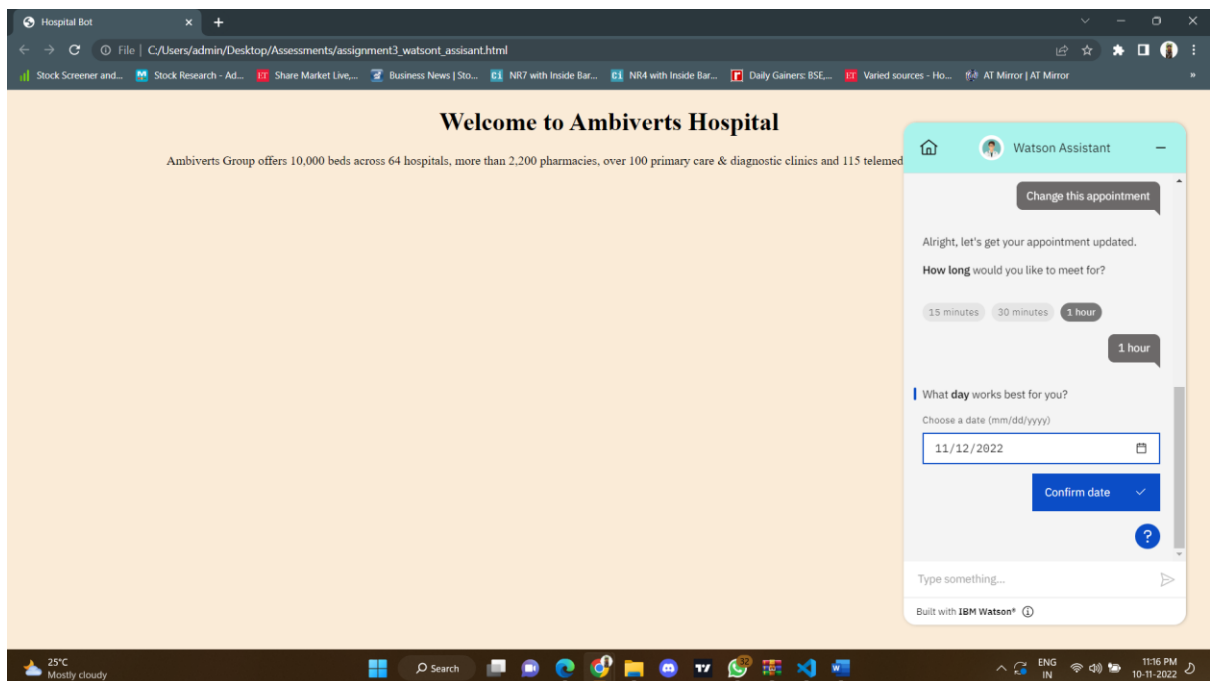 Hospital Bot
File | C:/Users/admin/Desktop/Assessments/assignment3_watsont_assisant.html
Stock Screener and... Stock Research - Ad... Share Market Live,... Business News | Sto... NR7 with Inside Bar... NR4 with Inside Bar... Daily Gainers: BSE,... Varied sources - Ho... AT Mirror | AT Mirror »
Welcome to Ambiverts Hospital
Ambiverts Group offers 10,000 beds across 64 hospitals, more than 2,200 pharmacies, over 100 primary care & diagnostic clinics and 115 telemed
Watson Assistant
Change this appointment
Alright, let's get your appointment updated.
How long would you like to meet for?
15 minutes 30 minutes 1 hour
1 hour
What day works best for you?
Choose a date (mm/dd/yyyy)
11/12/2022
Confirm date
?
Type something...
Built with IBM Watson®
25°C
Mostly cloudy
Search
ENG
IN
11:16 PM
10-11-2022